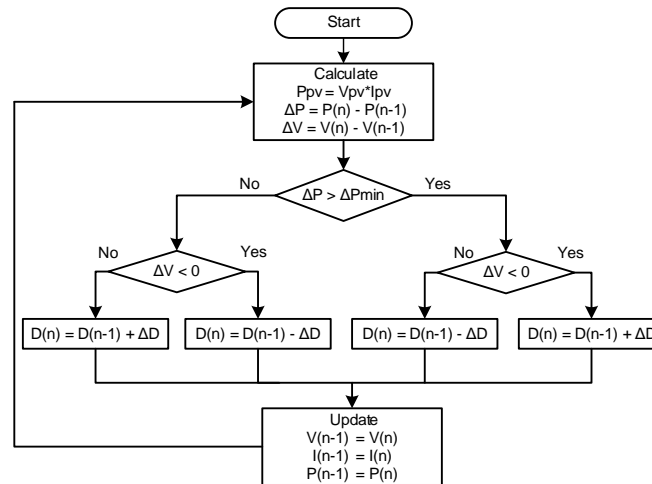 Start
Calculate
Ppv = Vpv*Ipv
ΔP = P(n) - P(n-1)
ΔV = V(n) - V(n-1)
No
Yes
ΔP > ΔPmin
No
Yes
No
Yes
ΔV < 0
ΔV < 0
D(n) = D(n-1) + ΔD
D(n) = D(n-1) - ΔD
D(n) = D(n-1) - ΔD
D(n) = D(n-1) + ΔD
Update
V(n-1) = V(n)
I(n-1) = I(n)
P(n-1) = P(n)